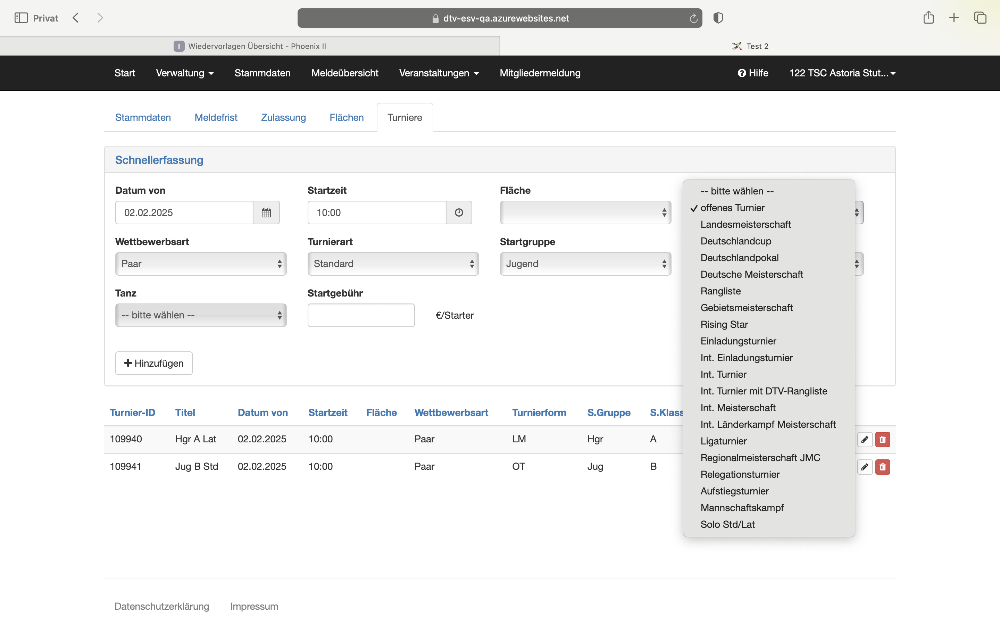 Privat
dtv-esv-qa.azurewebsites.net
I Wiedervorlagen Übersicht - Phoenix II
Test 2
Start Verwaltung Stammdaten Meldeübersicht Veranstaltungen Mitgliedermeldung Hilfe 122 TSC Astoria Stut...
Stammdaten Meldefrist Zulassung Flächen Turniere
Schnellerfassung
Datum von Startzeit Fläche
02.02.2025 10:00
Wettbewerbsart Turnierart Startgruppe
Paar Standard Jugend
Tanz Startgebühr
-- bitte wählen -- €/Starter
Hinzufügen
-- bitte wählen --
✓ offenes Turnier
Landesmeisterschaft
Deutschlandcup
Deutschlandpokal
Deutsche Meisterschaft
Rangliste
Gebietsmeisterschaft
Rising Star
Einladungsturnier
Int. Einladungsturnier
Int. Turnier
Int. Turnier mit DTV-Rangliste
Int. Meisterschaft
Int. Länderkampf Meisterschaft
Ligaturnier
Regionalmeisterschaft JMC
Relegationsturnier
Aufstiegsturnier
Mannschaftskampf
Solo Std/Lat
Turnier-ID Titel Datum von Startzeit Fläche Wettbewerbsart Turnierform S.Gruppe S.Klass
109940 Hgr A Lat 02.02.2025 10:00 Paar LM Hgr A
109941 Jug B Std 02.02.2025 10:00 Paar OT Jug B
Datenschutzerklärung Impressum